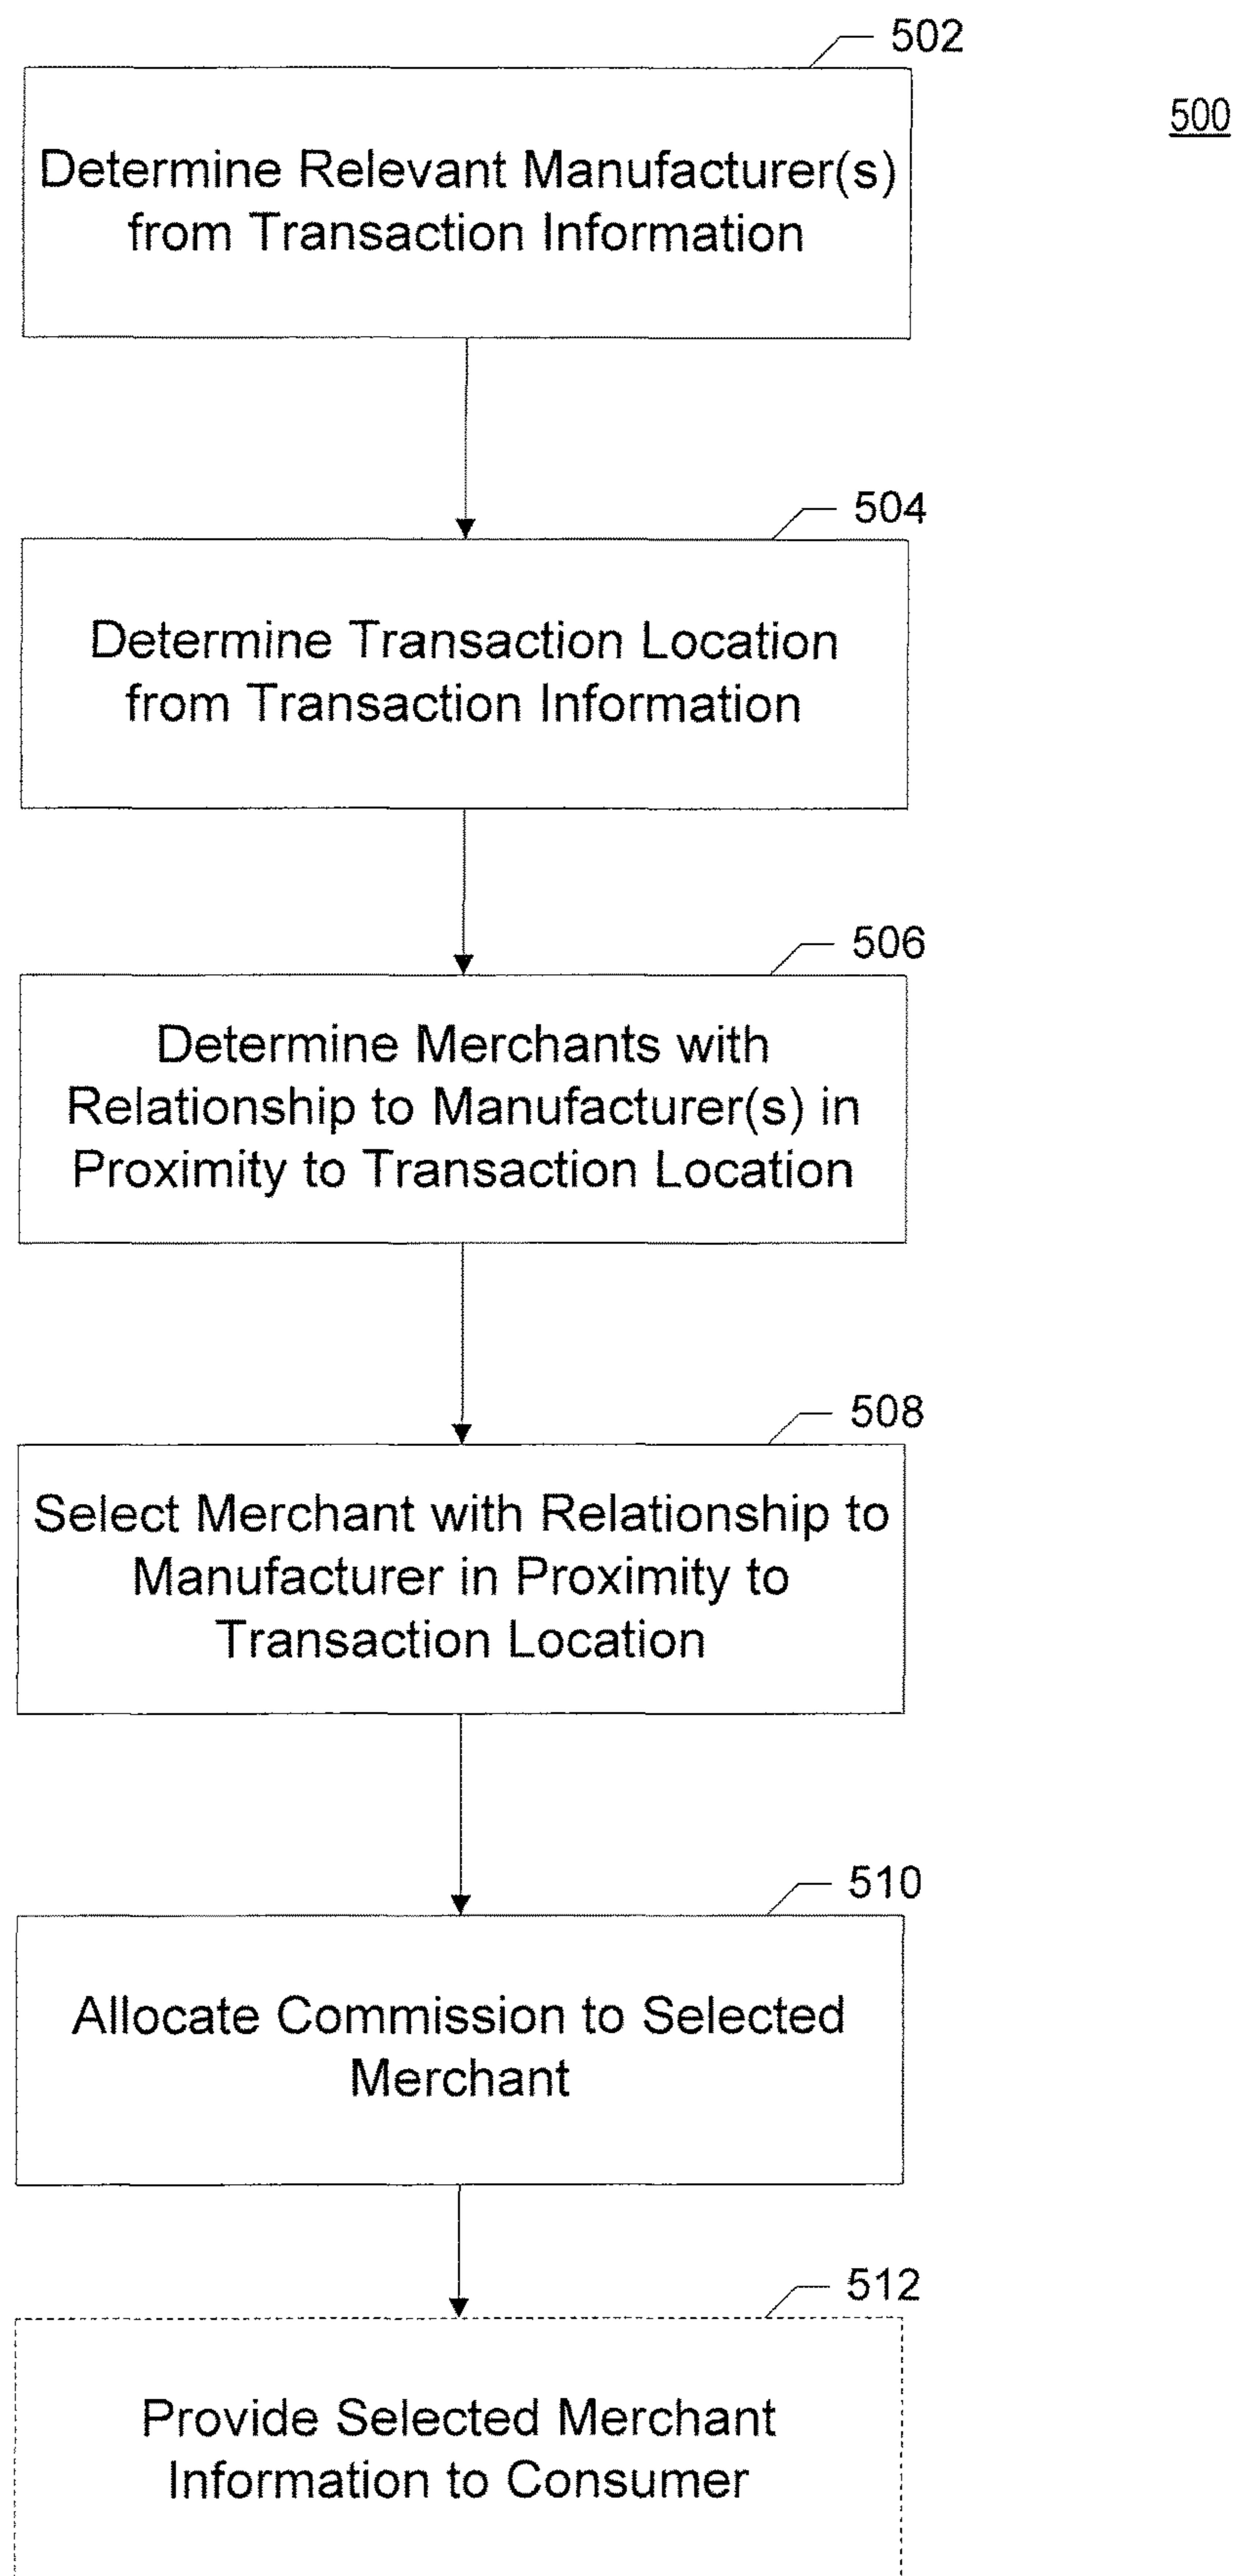 502
500
Determine Relevant Manufacturer(s)
from Transaction Information
504
Determine Transaction Location
from Transaction Information
506
Determine Merchants with
Relationship to Manufacturer(s) in
Proximity to Transaction Location
508
Select Merchant with Relationship to
Manufacturer in Proximity to
Transaction Location
510
Allocate Commission to Selected
Merchant
512
Provide Selected Merchant
Information to Consumer